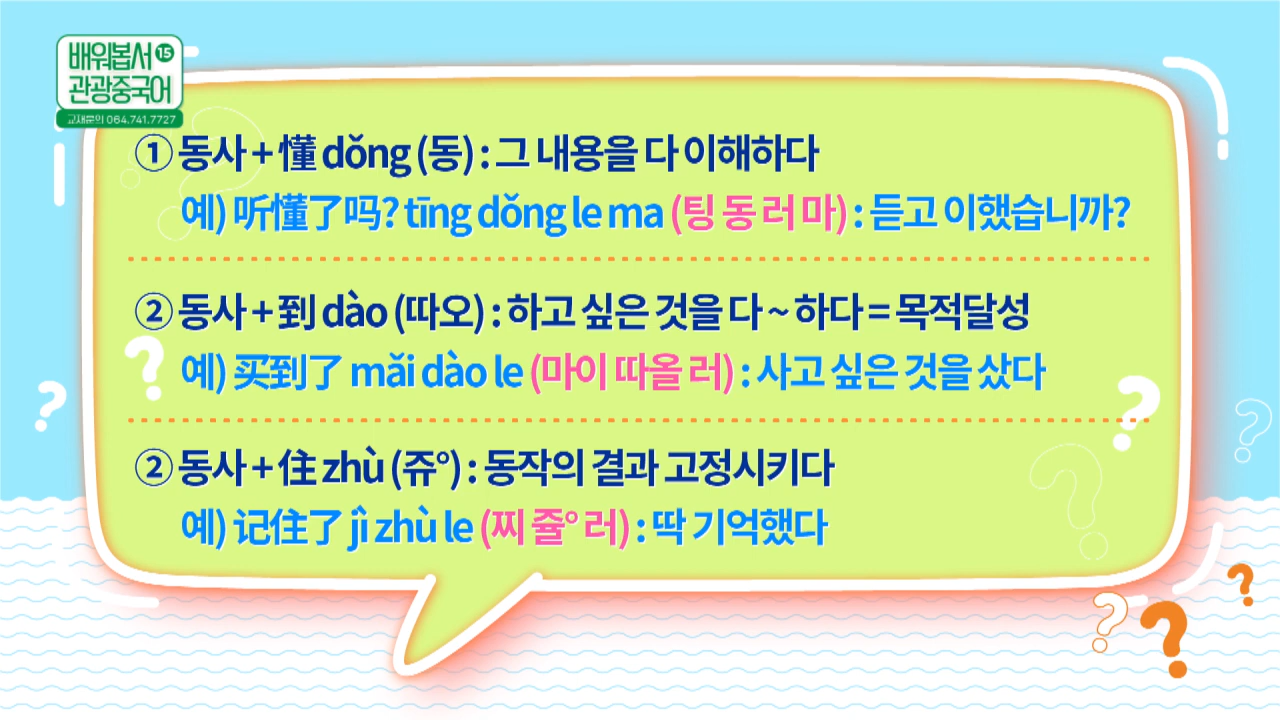 배워봅서 15
관광중국어
교재문의 064.741.7727
① 동사 + 懂 dǒng (동) : 그 내용을 다 이해하다
예) 听懂了吗? tīng dǒng le ma (팅 동 러 마) : 듣고 이했습니까?
② 동사 + 到 dào (따오) : 하고 싶은 것을 다 ~ 하다 = 목적달성
예) 买到了 mǎi dào le (마이 따올 러) : 사고 싶은 것을 샀다
② 동사 + 住 zhù (쥬°) : 동작의 결과 고정시키다
예) 记住了 jì zhù le (찌 쥴° 러) : 딱 기억했다